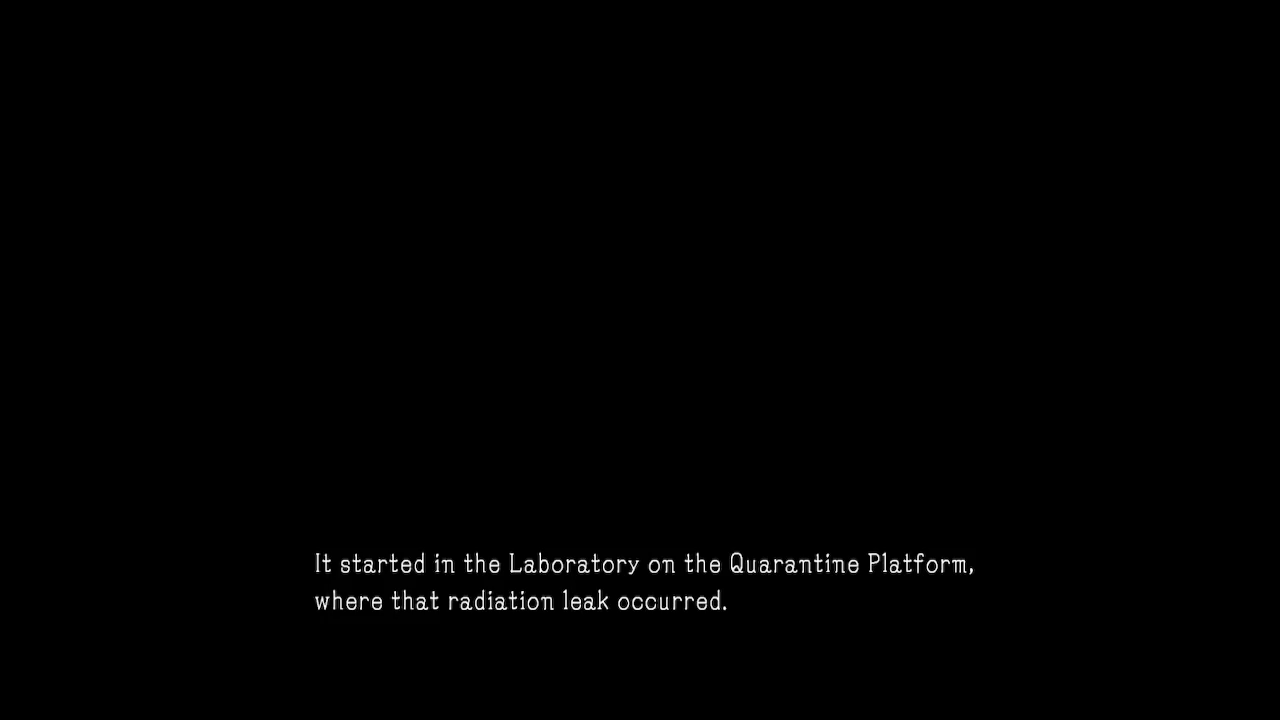 It started in the Laboratory on the Quarantine Platform,
where that radiation leak occurred.